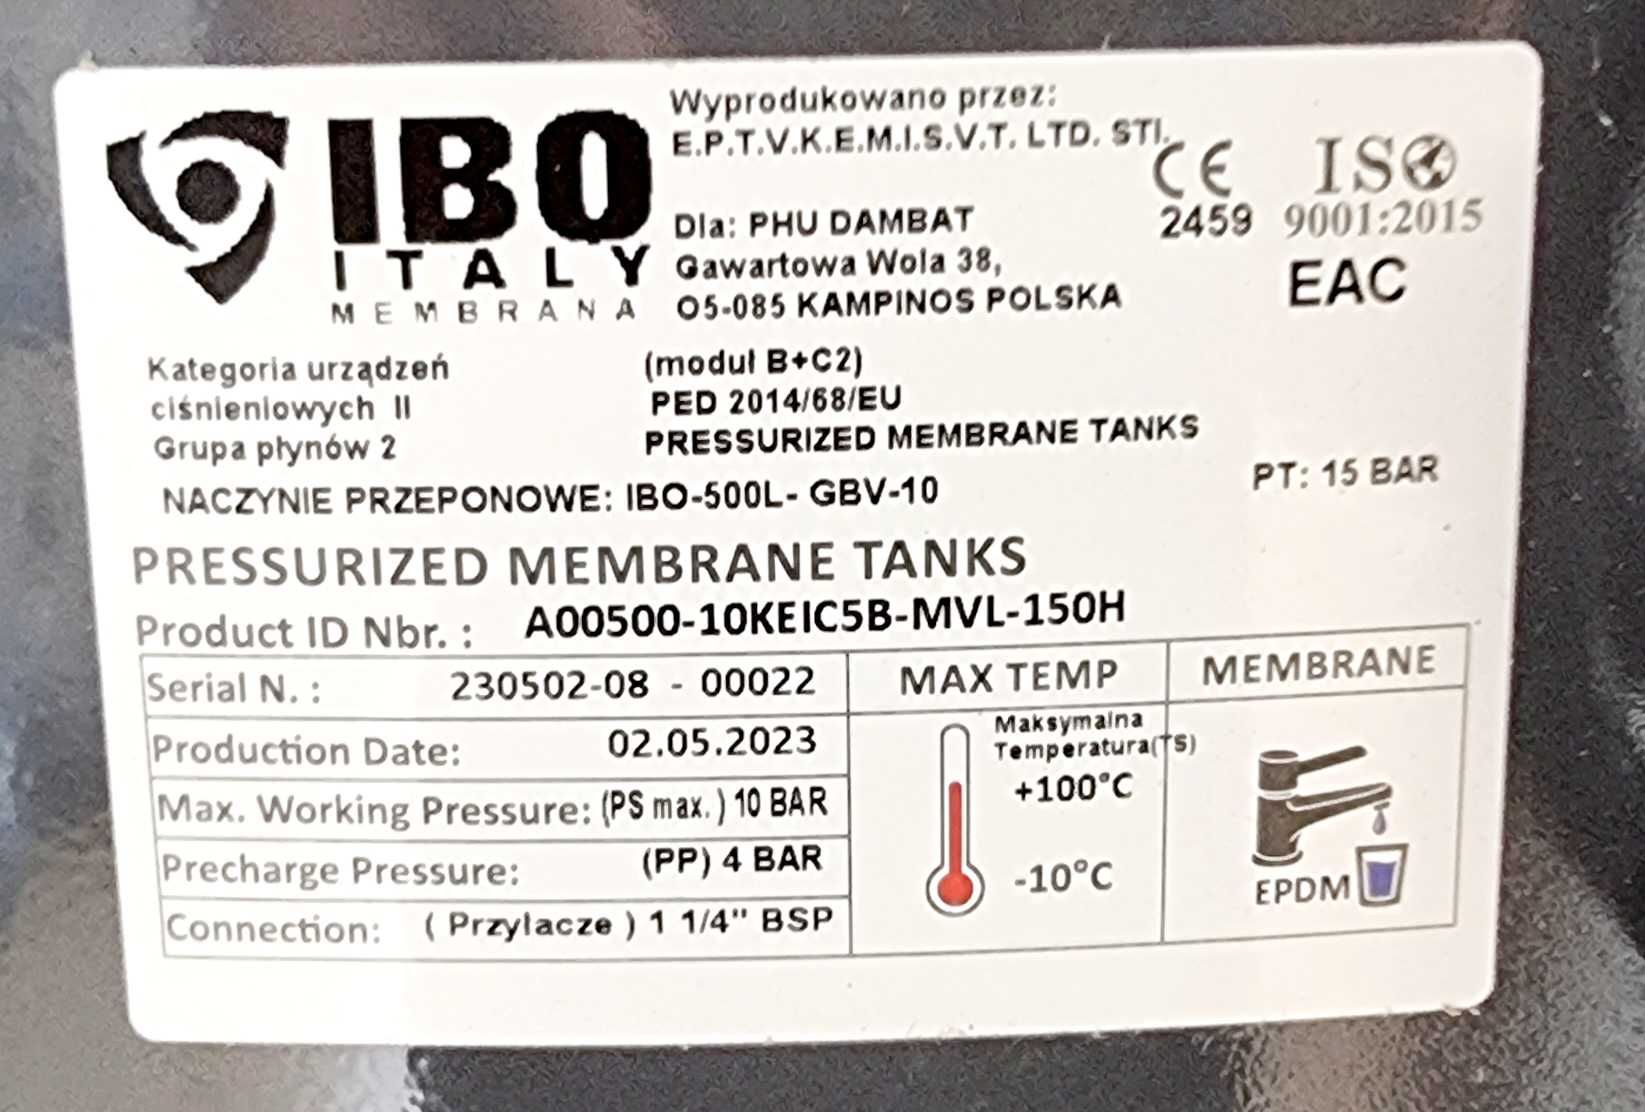 IBO
ITALY
MEMBRANA
Wyprodukowano przez:
E.P.T.V.K.E.M.I.S.V.T. LTD. STI.
Dla: PHU DAMBAT
Gawartowa Wola 38,
O5-085 KAMPINOS POLSKA
CE
2459
ISO
9001:2015
EAC
Kategoria urządzeń
ciśnieniowych II
Grupa płynów 2
(moduł B+C2)
PED 2014/68/EU
PRESSURIZED MEMBRANE TANKS
NACZYNIE PRZEPONOWE: IBO-500L- GBV-10
PT: 15 BAR
PRESSURIZED MEMBRANE TANKS
Product ID Nbr. : A00500-10KEIC5B-MVL-150H
Serial N. : 230502-08 - 00022
Production Date: 02.05.2023
Max. Working Pressure: (PS max.) 10 BAR
Precharge Pressure: (PP) 4 BAR
Connection: ( Przylacze ) 1 1/4" BSP
MAX TEMP
Maksymalna
Temperatura(TS)
+100°C
-10°C
MEMBRANE
EPDM